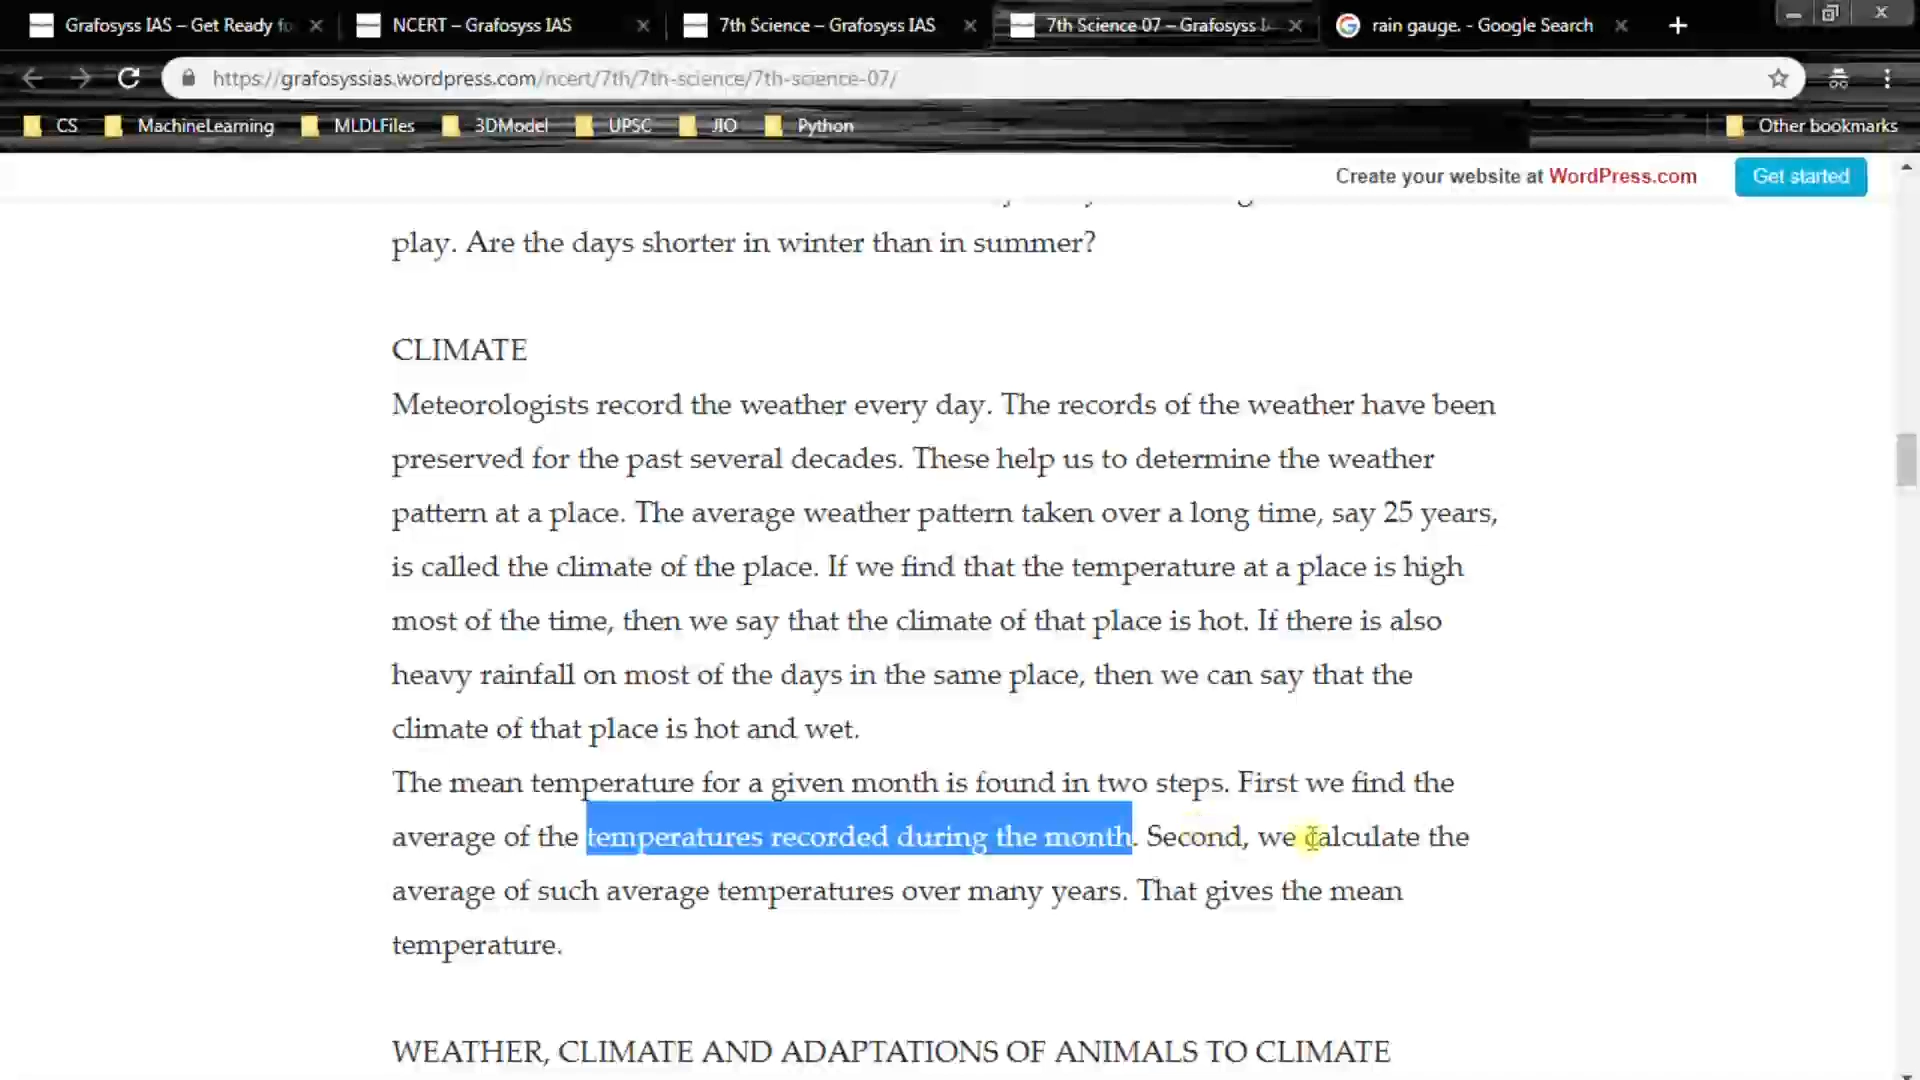 Grafosyss IAS – Get Ready fo
NCERT – Grafosyss IAS
7th Science – Grafosyss IAS
7th Science 07 – Grafosyss I
rain gauge. - Google Search
https://grafosyssias.wordpress.com/ncert/7th/7th-science/7th-science-07/
CS
MachineLearning
MLDLFiles
3DModel
UPSC
JIO
Python
Other bookmarks
Create your website at WordPress.com
Get started
play. Are the days shorter in winter than in summer?
CLIMATE
Meteorologists record the weather every day. The records of the weather have been
preserved for the past several decades. These help us to determine the weather
pattern at a place. The average weather pattern taken over a long time, say 25 years,
is called the climate of the place. If we find that the temperature at a place is high
most of the time, then we say that the climate of that place is hot. If there is also
heavy rainfall on most of the days in the same place, then we can say that the
climate of that place is hot and wet.
The mean temperature for a given month is found in two steps. First we find the
average of the temperatures recorded during the month. Second, we calculate the
average of such average temperatures over many years. That gives the mean
temperature.
WEATHER, CLIMATE AND ADAPTATIONS OF ANIMALS TO CLIMATE